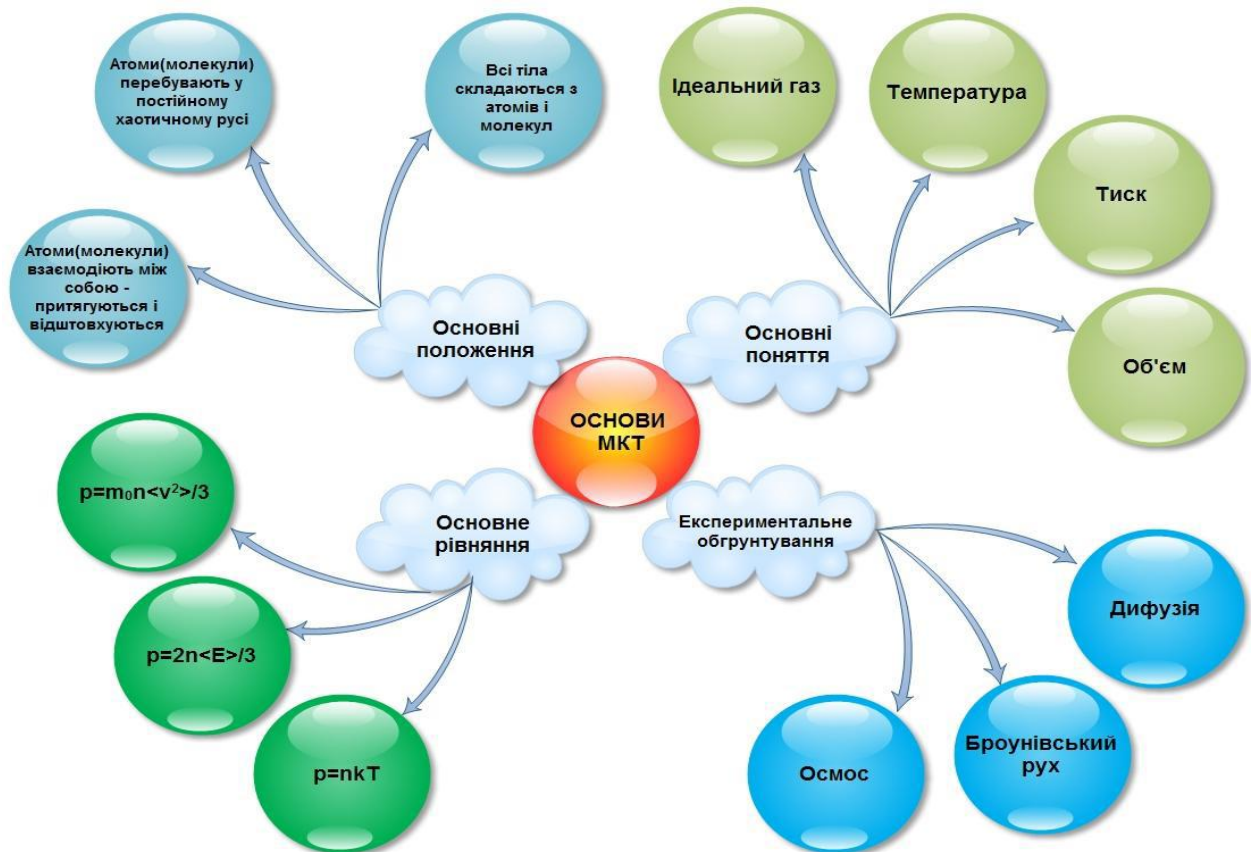 Атоми(молекули)
перебувають у
постійному
хаотичному русі
Всі тіла
складаються з
атомів і
молекул
Атоми(молекули)
взаємодіють між
собою -
притягуються і
відштовхуються
Основні
положення
Ідеальний газ
Температура
Тиск
Об'єм
Основні
поняття
ОСНОВИ
МКТ
Основне
рівняння
p=m₀n<v²>/3
p=2n<E>/3
p=nkT
Експериментальне
обгрунтування
Дифузія
Броунівський
рух
Осмос